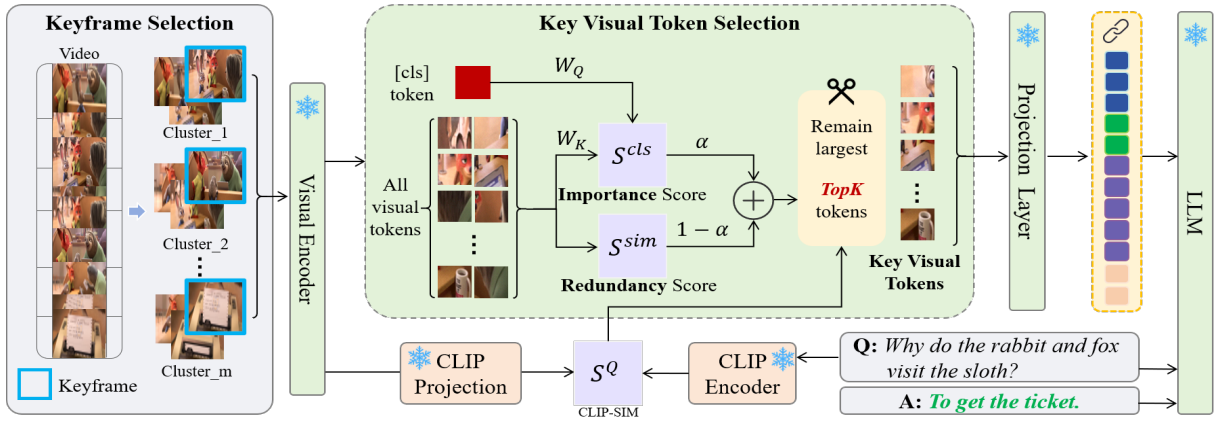 Keyframe Selection
Video
Cluster_1
Cluster_2
Cluster_m
Keyframe
Visual Encoder
Key Visual Token Selection
[cls]
token
W_Q
All
visual
tokens
W_K
S^{cls}
Importance Score
α
S^{sim}
Redundancy Score
1 − α
Remain
largest
TopK
tokens
Key Visual
Tokens
CLIP
Projection
S^Q
CLIP-SIM
CLIP
Encoder
Projection Layer
LLM
Q: Why do the rabbit and fox
visit the sloth?
A: To get the ticket.